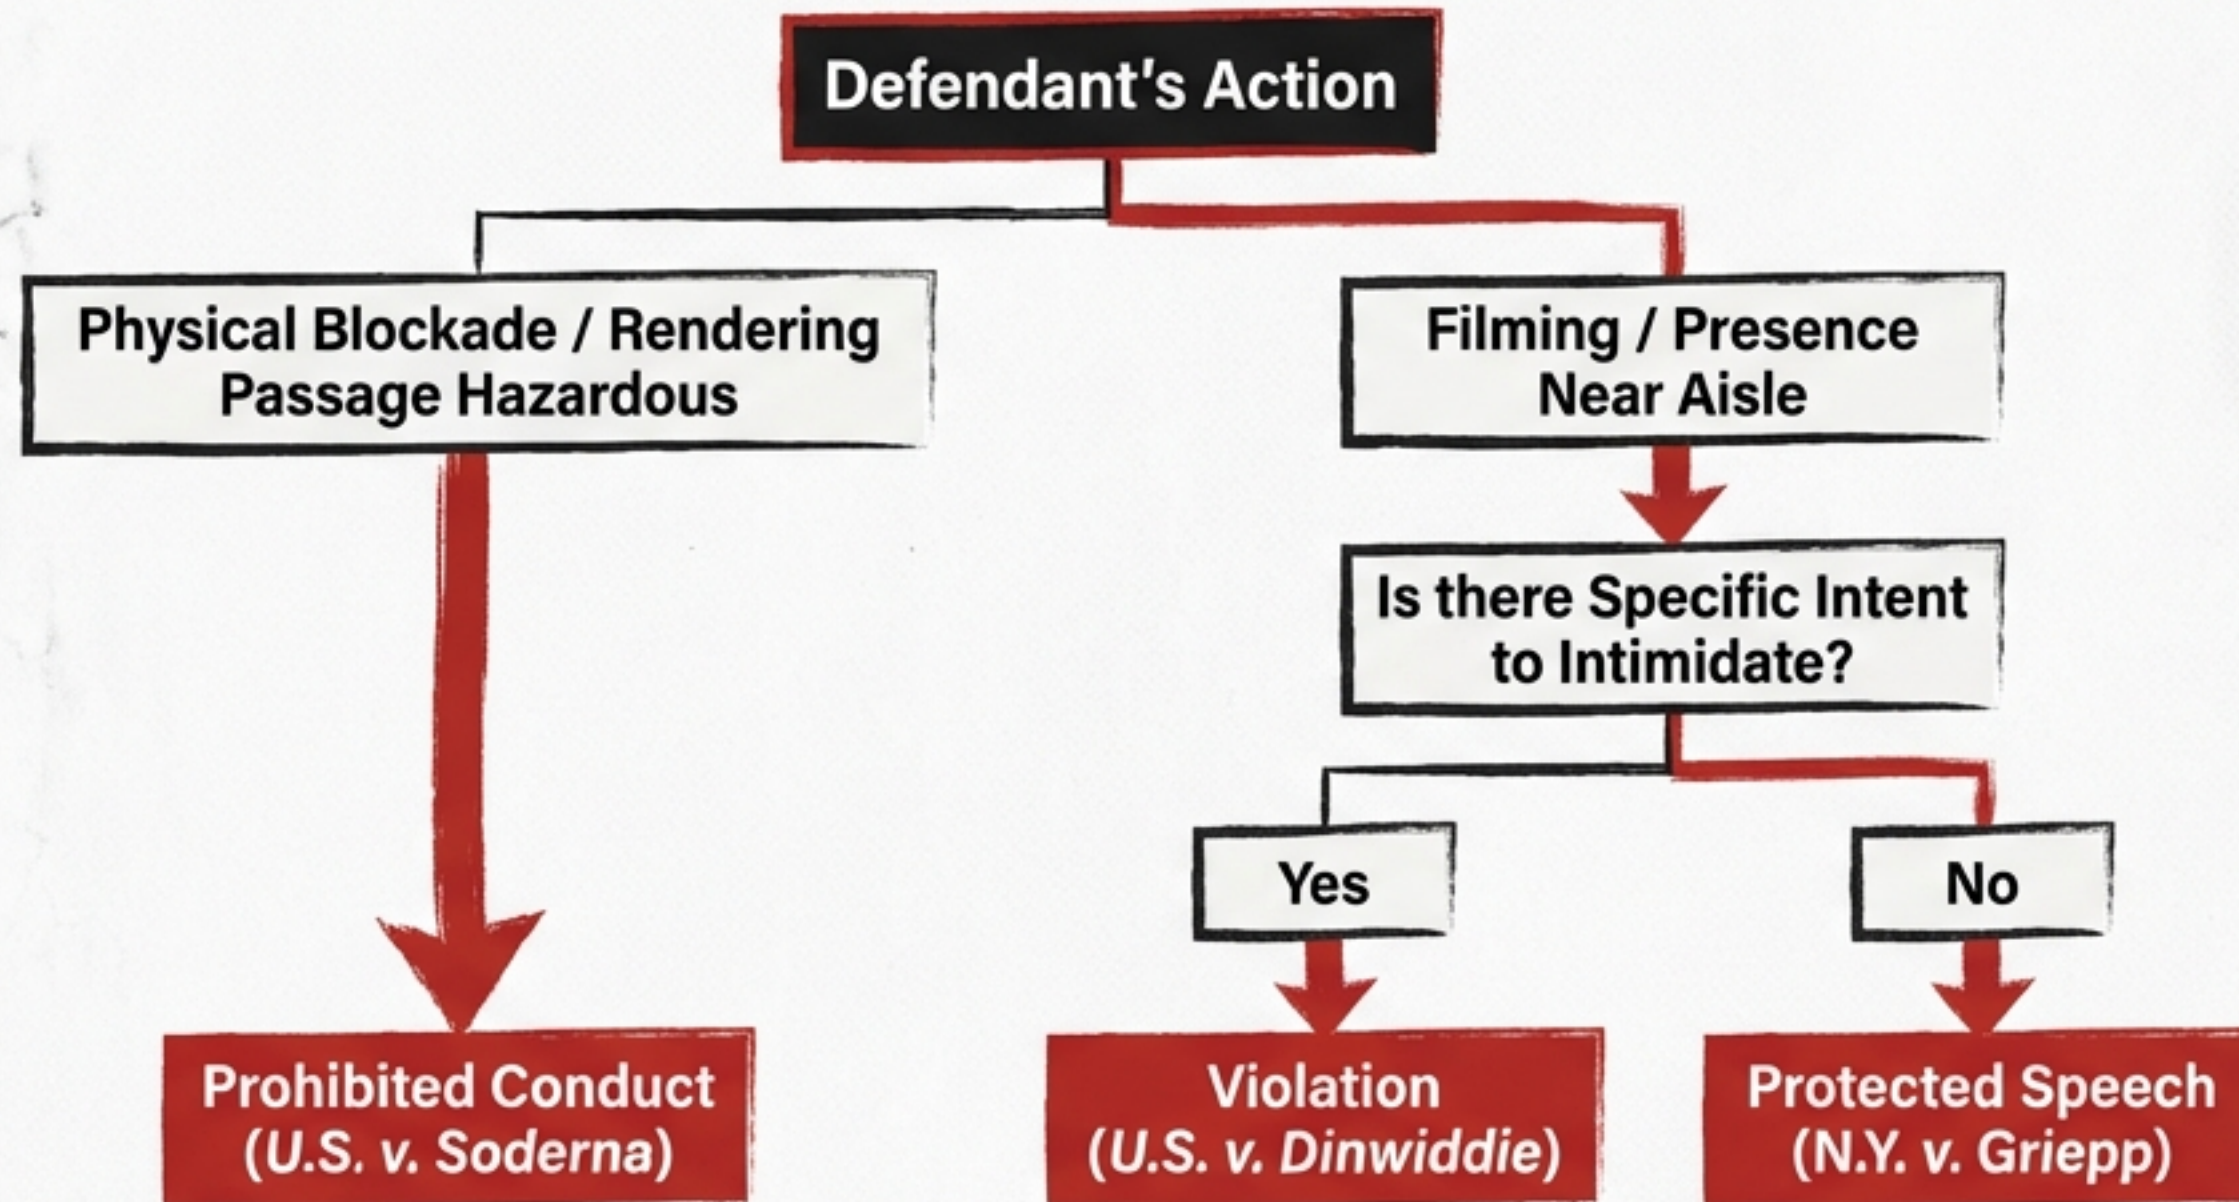 Defendant's Action
Physical Blockade / Rendering
Passage Hazardous
Filming / Presence
Near Aisle
Is there Specific Intent
to Intimidate?
Yes
No
Prohibited Conduct
(U.S. v. Soderna)
Violation
(U.S. v. Dinwiddie)
Protected Speech
(N.Y. v. Griepp)